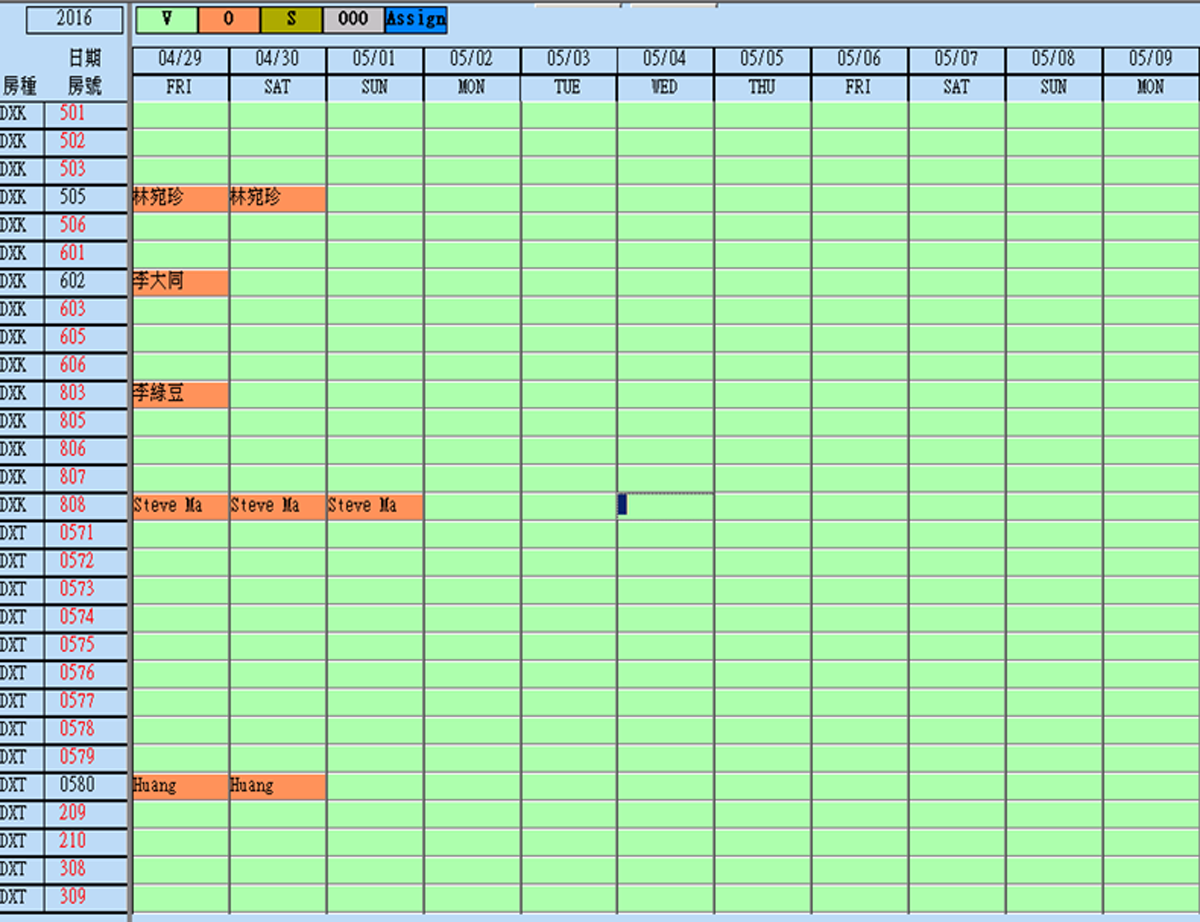 2016 V O S OOO Assign
日期 04/29 04/30 05/01 05/02 05/03 05/04 05/05 05/06 05/07 05/08 05/09
房種 房號 FRI SAT SUN MON TUE WED THU FRI SAT SUN MON
DXK 501
DXK 502
DXK 503
DXK 505 林宛珍 林宛珍
DXK 506
DXK 601
DXK 602 李大同
DXK 603
DXK 605
DXK 606
DXK 803 李綠豆
DXK 805
DXK 806
DXK 807
DXK 808 Steve Ma Steve Ma Steve Ma
DXT 0571
DXT 0572
DXT 0573
DXT 0574
DXT 0575
DXT 0576
DXT 0577
DXT 0578
DXT 0579
DXT 0580 Huang Huang
DXT 209
DXT 210
DXT 308
DXT 309